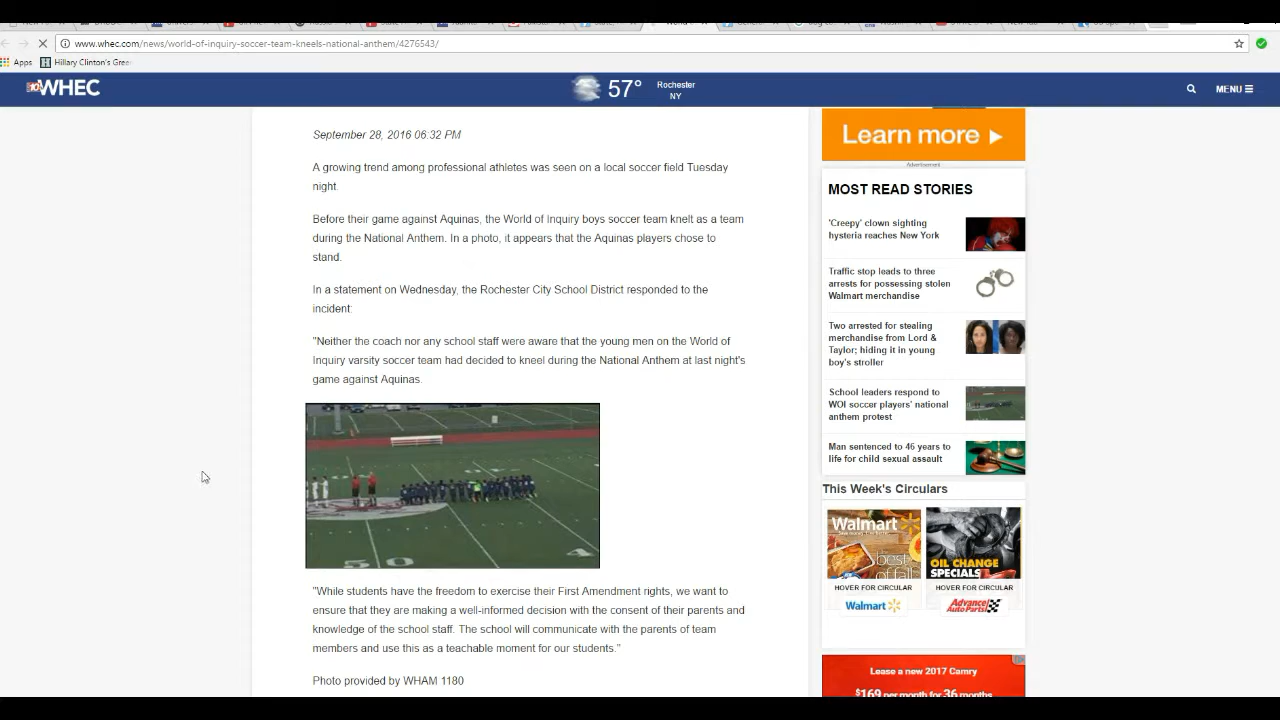 www.whec.com/news/world-of-inquiry-soccer-team-kneels-national-anthem/4276543/
Apps
Hillary Clinton's Gree
10 WHEC
57°
Rochester
NY
MENU
September 28, 2016 06:32 PM
A growing trend among professional athletes was seen on a local soccer field Tuesday
night.
Before their game against Aquinas, the World of Inquiry boys soccer team knelt as a team
during the National Anthem. In a photo, it appears that the Aquinas players chose to
stand.
In a statement on Wednesday, the Rochester City School District responded to the
incident:
"Neither the coach nor any school staff were aware that the young men on the World of
Inquiry varsity soccer team had decided to kneel during the National Anthem at last night's
game against Aquinas.
50
"While students have the freedom to exercise their First Amendment rights, we want to
ensure that they are making a well-informed decision with the consent of their parents and
knowledge of the school staff. The school will communicate with the parents of team
members and use this as a teachable moment for our students."
Photo provided by WHAM 1180
Learn more
Advertisement
MOST READ STORIES
'Creepy' clown sighting
hysteria reaches New York
Traffic stop leads to three
arrests for possessing stolen
Walmart merchandise
Two arrested for stealing
merchandise from Lord &
Taylor; hiding it in young
boy's stroller
School leaders respond to
WOI soccer players' national
anthem protest
Man sentenced to 46 years to
life for child sexual assault
This Week's Circulars
Walmart
the best
of fall
OIL CHANGE
SPECIALS
HOVER FOR CIRCULAR
HOVER FOR CIRCULAR
Walmart
Advance
Auto Parts
Lease a new 2017 Camry
$169 per month for 36 months